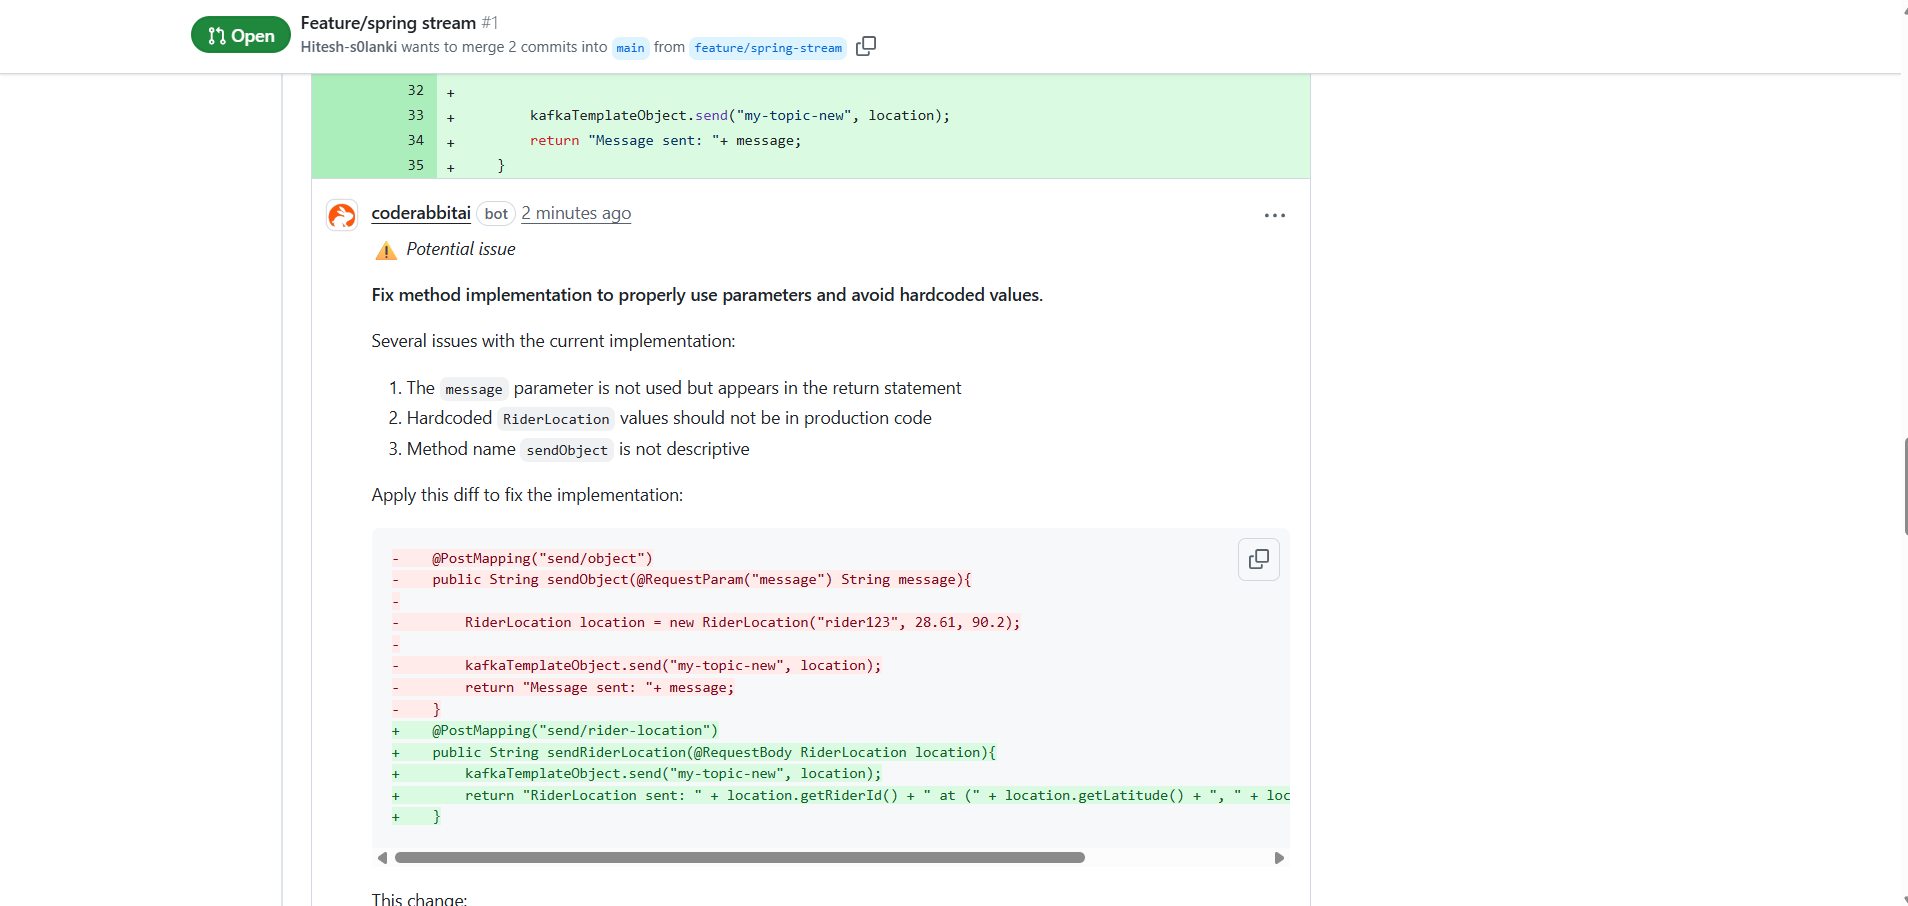 Open
Feature/spring stream #1
Hitesh-s0lanki wants to merge 2 commits into main from feature/spring-stream
32 +
33 + kafkaTemplateObject.send("my-topic-new", location);
34 + return "Message sent: "+ message;
35 + }
coderabbitai bot 2 minutes ago
Potential issue
Fix method implementation to properly use parameters and avoid hardcoded values.
Several issues with the current implementation:
1. The message parameter is not used but appears in the return statement
2. Hardcoded RiderLocation values should not be in production code
3. Method name sendObject is not descriptive
Apply this diff to fix the implementation:
- @PostMapping("send/object")
- public String sendObject(@RequestParam("message") String message){
-
- RiderLocation location = new RiderLocation("rider123", 28.61, 90.2);
-
- kafkaTemplateObject.send("my-topic-new", location);
- return "Message sent: "+ message;
- }
+ @PostMapping("send/rider-location")
+ public String sendRiderLocation(@RequestBody RiderLocation location){
+ kafkaTemplateObject.send("my-topic-new", location);
+ return "RiderLocation sent: " + location.getRiderId() + " at (" + location.getLatitude() + ", " + loc
+ }
This change: